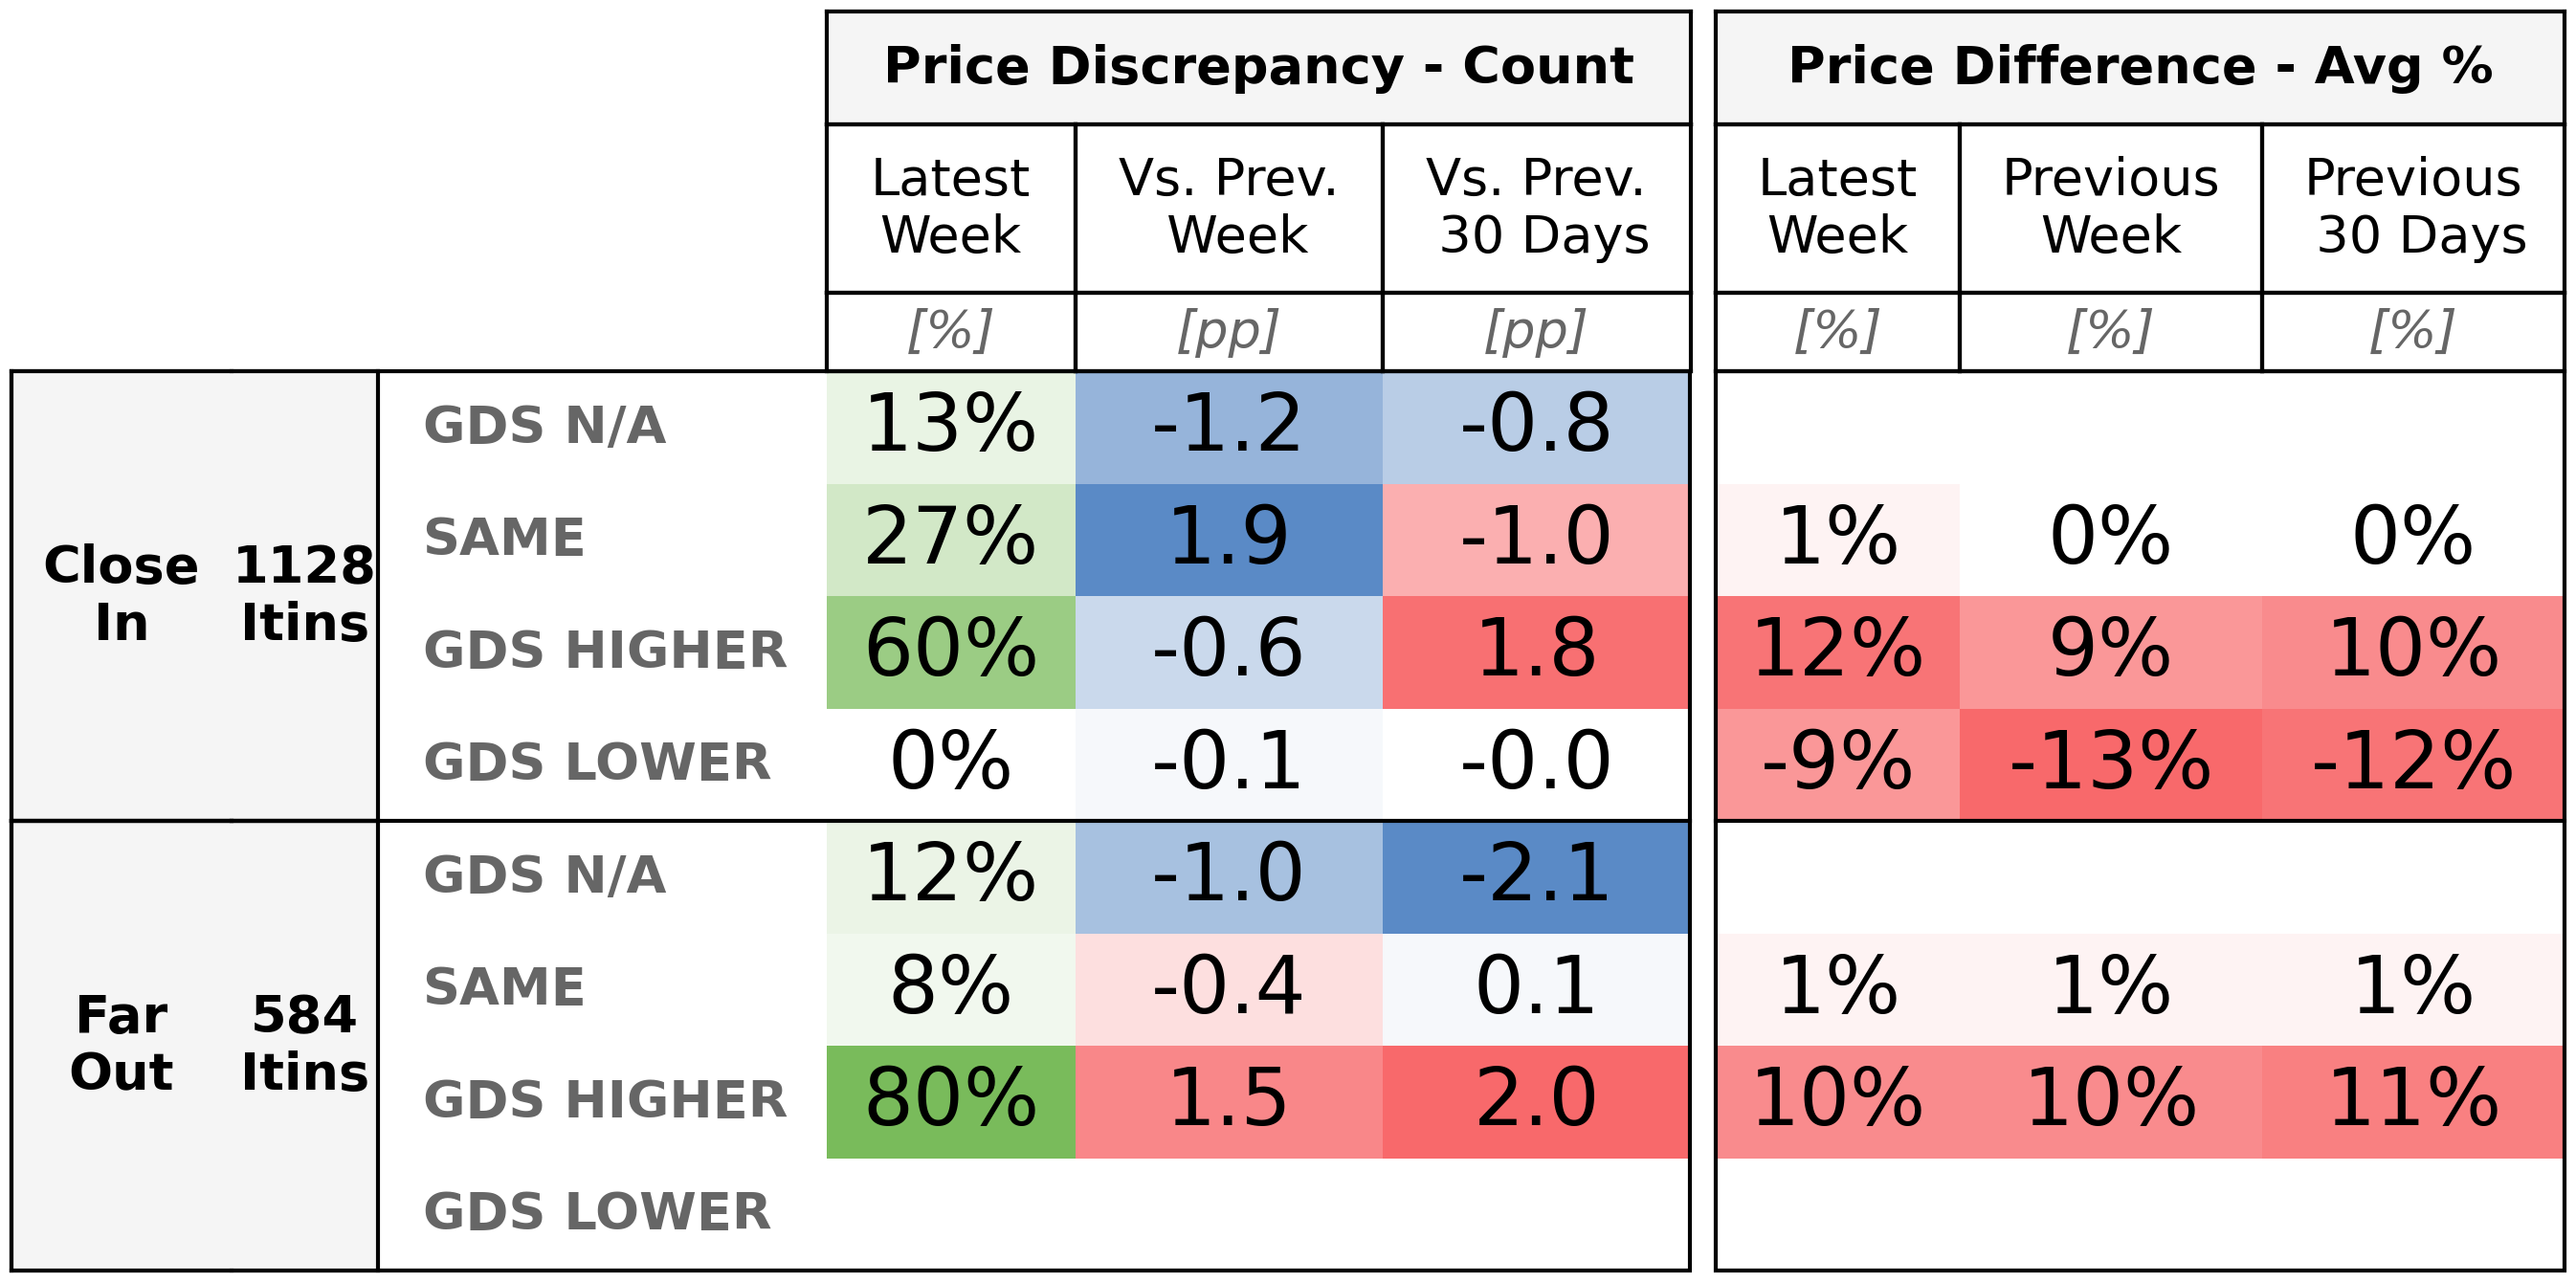 Price Discrepancy - Count Price Difference - Avg %
Latest Week Vs. Prev. Week Vs. Prev. 30 Days Latest Week Previous Week Previous 30 Days
[%] [pp] [pp] [%] [%] [%]
Close In 1128 Itins
GDS N/A 13% -1.2 -0.8
SAME 27% 1.9 -1.0 1% 0% 0%
GDS HIGHER 60% -0.6 1.8 12% 9% 10%
GDS LOWER 0% -0.1 -0.0 -9% -13% -12%
Far Out 584 Itins
GDS N/A 12% -1.0 -2.1
SAME 8% -0.4 0.1 1% 1% 1%
GDS HIGHER 80% 1.5 2.0 10% 10% 11%
GDS LOWER